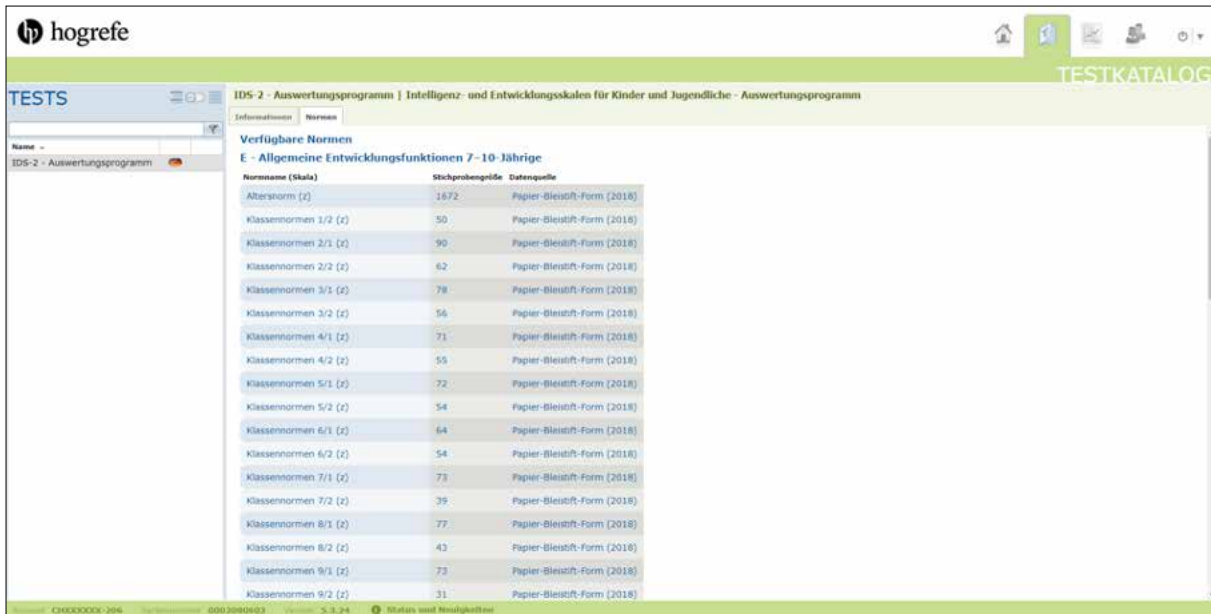 hogrefe
TESTKATALOG
TESTS
IDS-2 - Auswertungsprogramm | Intelligenz- und Entwicklungsskalen für Kinder und Jugendliche - Auswertungsprogramm
Informationen Normen
Name
IDS-2 - Auswertungsprogramm
Verfügbare Normen
E - Allgemeine Entwicklungsfunktionen 7-10-Jährige
Normname (Skala) Stichprobengröße Datenquelle
Altersnorm (z) 1672 Papier-Bleistift-Form (2018)
Klassennormen 1/2 (z) 50 Papier-Bleistift-Form (2018)
Klassennormen 2/1 (z) 90 Papier-Bleistift-Form (2018)
Klassennormen 2/2 (z) 62 Papier-Bleistift-Form (2018)
Klassennormen 3/1 (z) 78 Papier-Bleistift-Form (2018)
Klassennormen 3/2 (z) 56 Papier-Bleistift-Form (2018)
Klassennormen 4/1 (z) 71 Papier-Bleistift-Form (2018)
Klassennormen 4/2 (z) 55 Papier-Bleistift-Form (2018)
Klassennormen 5/1 (z) 72 Papier-Bleistift-Form (2018)
Klassennormen 5/2 (z) 54 Papier-Bleistift-Form (2018)
Klassennormen 6/1 (z) 64 Papier-Bleistift-Form (2018)
Klassennormen 6/2 (z) 54 Papier-Bleistift-Form (2018)
Klassennormen 7/1 (z) 73 Papier-Bleistift-Form (2018)
Klassennormen 7/2 (z) 39 Papier-Bleistift-Form (2018)
Klassennormen 8/1 (z) 77 Papier-Bleistift-Form (2018)
Klassennormen 8/2 (z) 43 Papier-Bleistift-Form (2018)
Klassennormen 9/1 (z) 73 Papier-Bleistift-Form (2018)
Klassennormen 9/2 (z) 31 Papier-Bleistift-Form (2018)
0002080603 Version 5.3.24 Status und Neuigkeiten